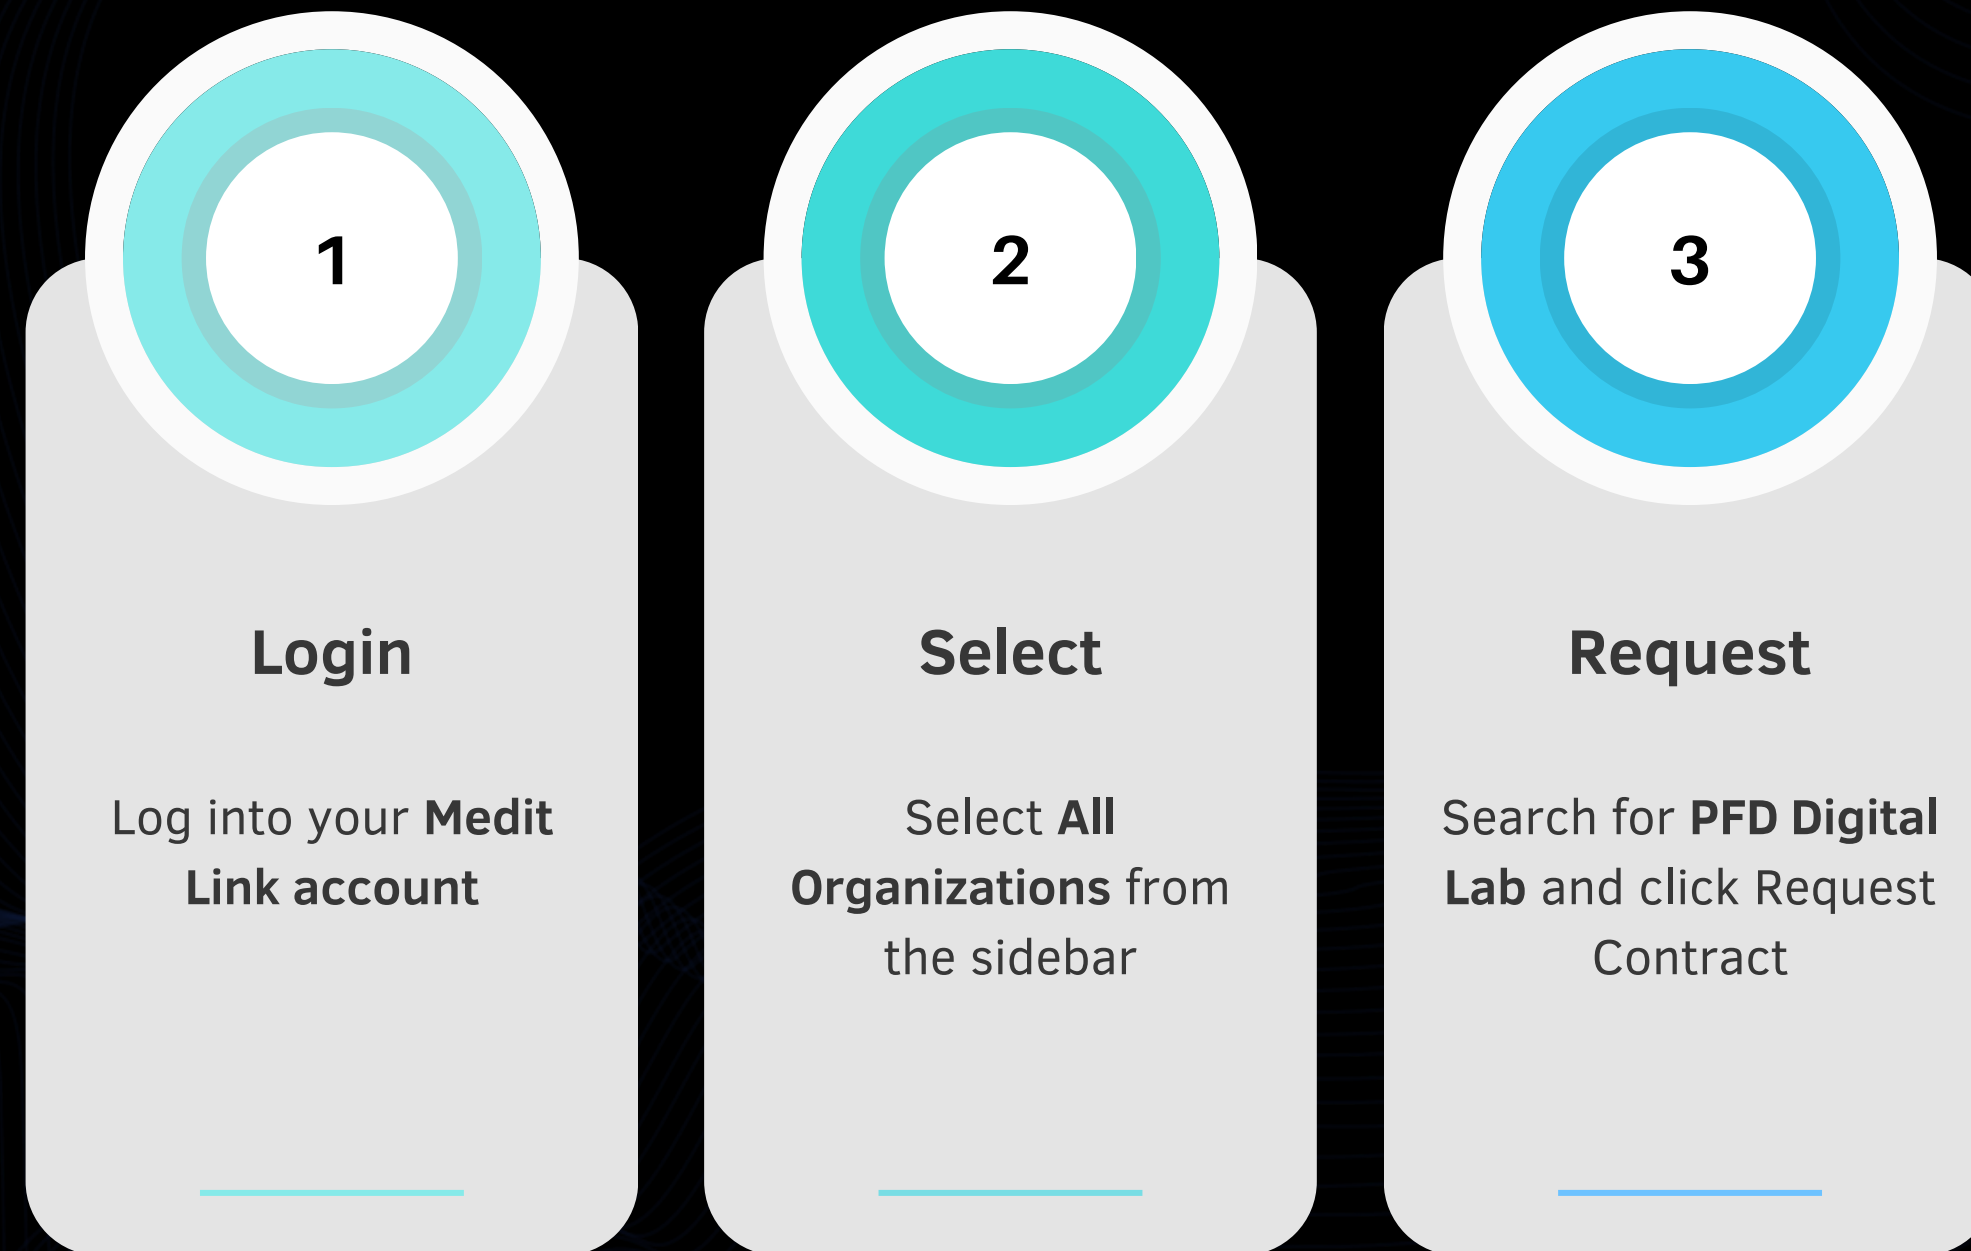 1
Login
Log into your Medit
Link account
2
Select
Select All
Organizations from
the sidebar
3
Request
Search for PFD Digital
Lab and click Request
Contract